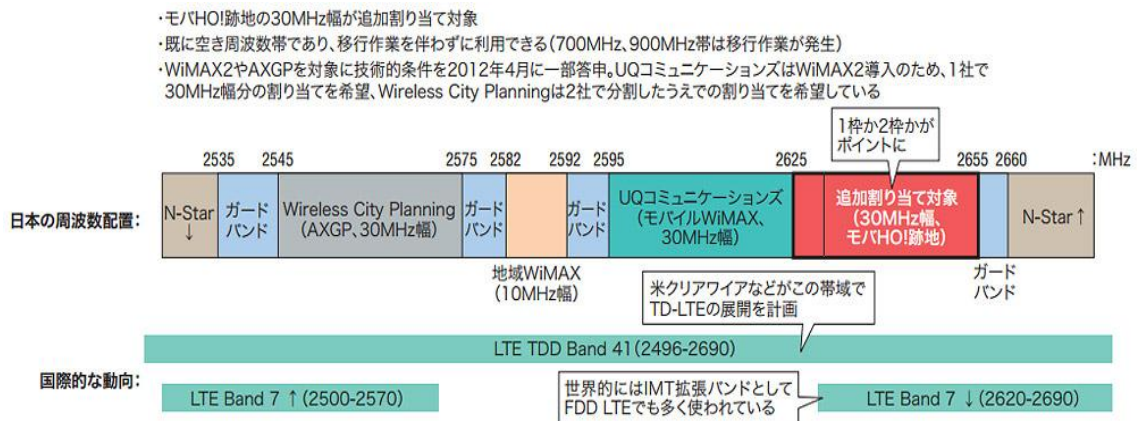 ・モバHO!跡地の30MHz幅が追加割り当て対象
・既に空き周波数帯であり、移行作業を伴わずに利用できる(700MHz、900MHz帯は移行作業が発生)
・WiMAX2やAXGPを対象に技術的条件を2012年4月に一部答申。UQコミュニケーションズはWiMAX2導入のため、1社で
30MHz幅分の割り当てを希望、Wireless City Planningは2社で分割したうえでの割り当てを希望している
1枠か2枠かが
ポイントに
2535 2545 2575 2582 2592 2595 2625 2655 2660 :MHz
日本の周波数配置:
N-Star
↓
ガード
バンド
Wireless City Planning
(AXGP、30MHz幅)
ガード
バンド
ガード
バンド
UQコミュニケーションズ
(モバイルWiMAX、
30MHz幅)
追加割り当て対象
(30MHz幅、
モバHO!跡地)
N-Star↑
地域WiMAX
(10MHz幅)
ガード
バンド
米クリアワイアなどがこの帯域で
TD-LTEの展開を計画
LTE TDD Band 41(2496-2690)
国際的な動向:
LTE Band 7 ↑(2500-2570)
世界的にはIMT拡張バンドとして
FDD LTEでも多く使われている
LTE Band 7 ↓(2620-2690)